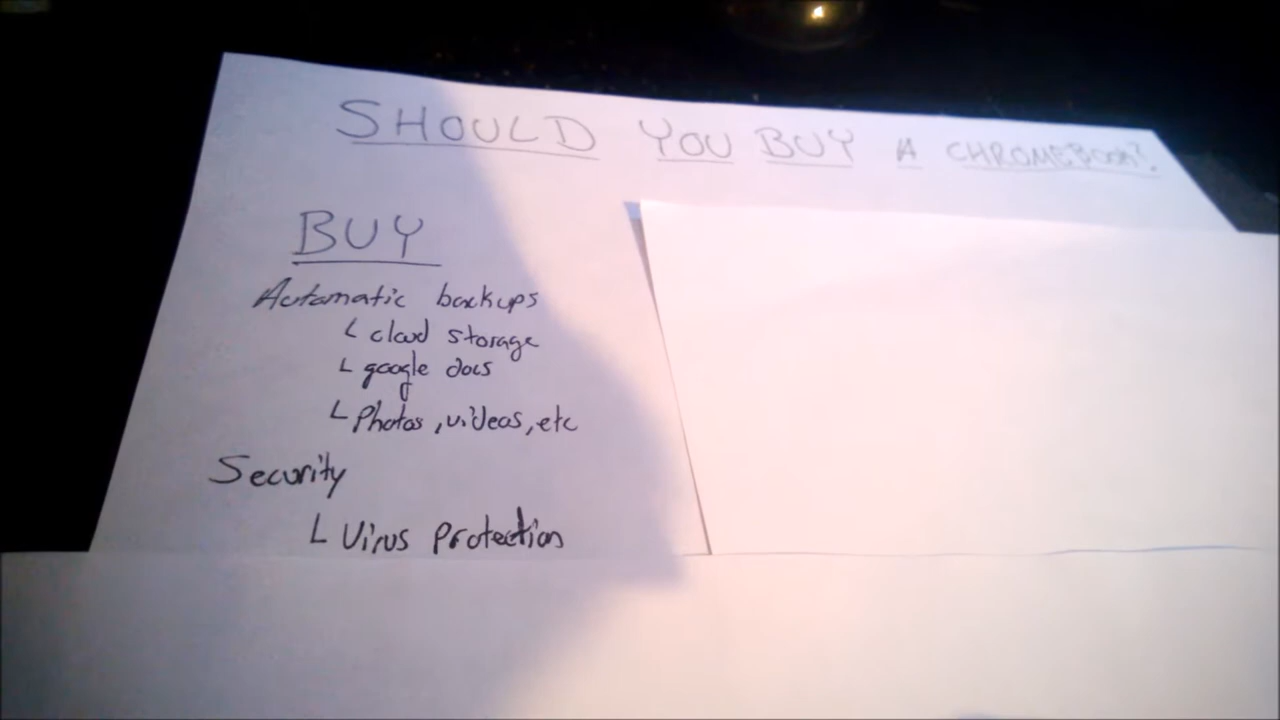 SHOULD YOU BUY A CHROMEBOOK?
BUY
Automatic backups
└ cloud storage
└ google docs
└ Photos, videos, etc
Security
└ Virus Protection